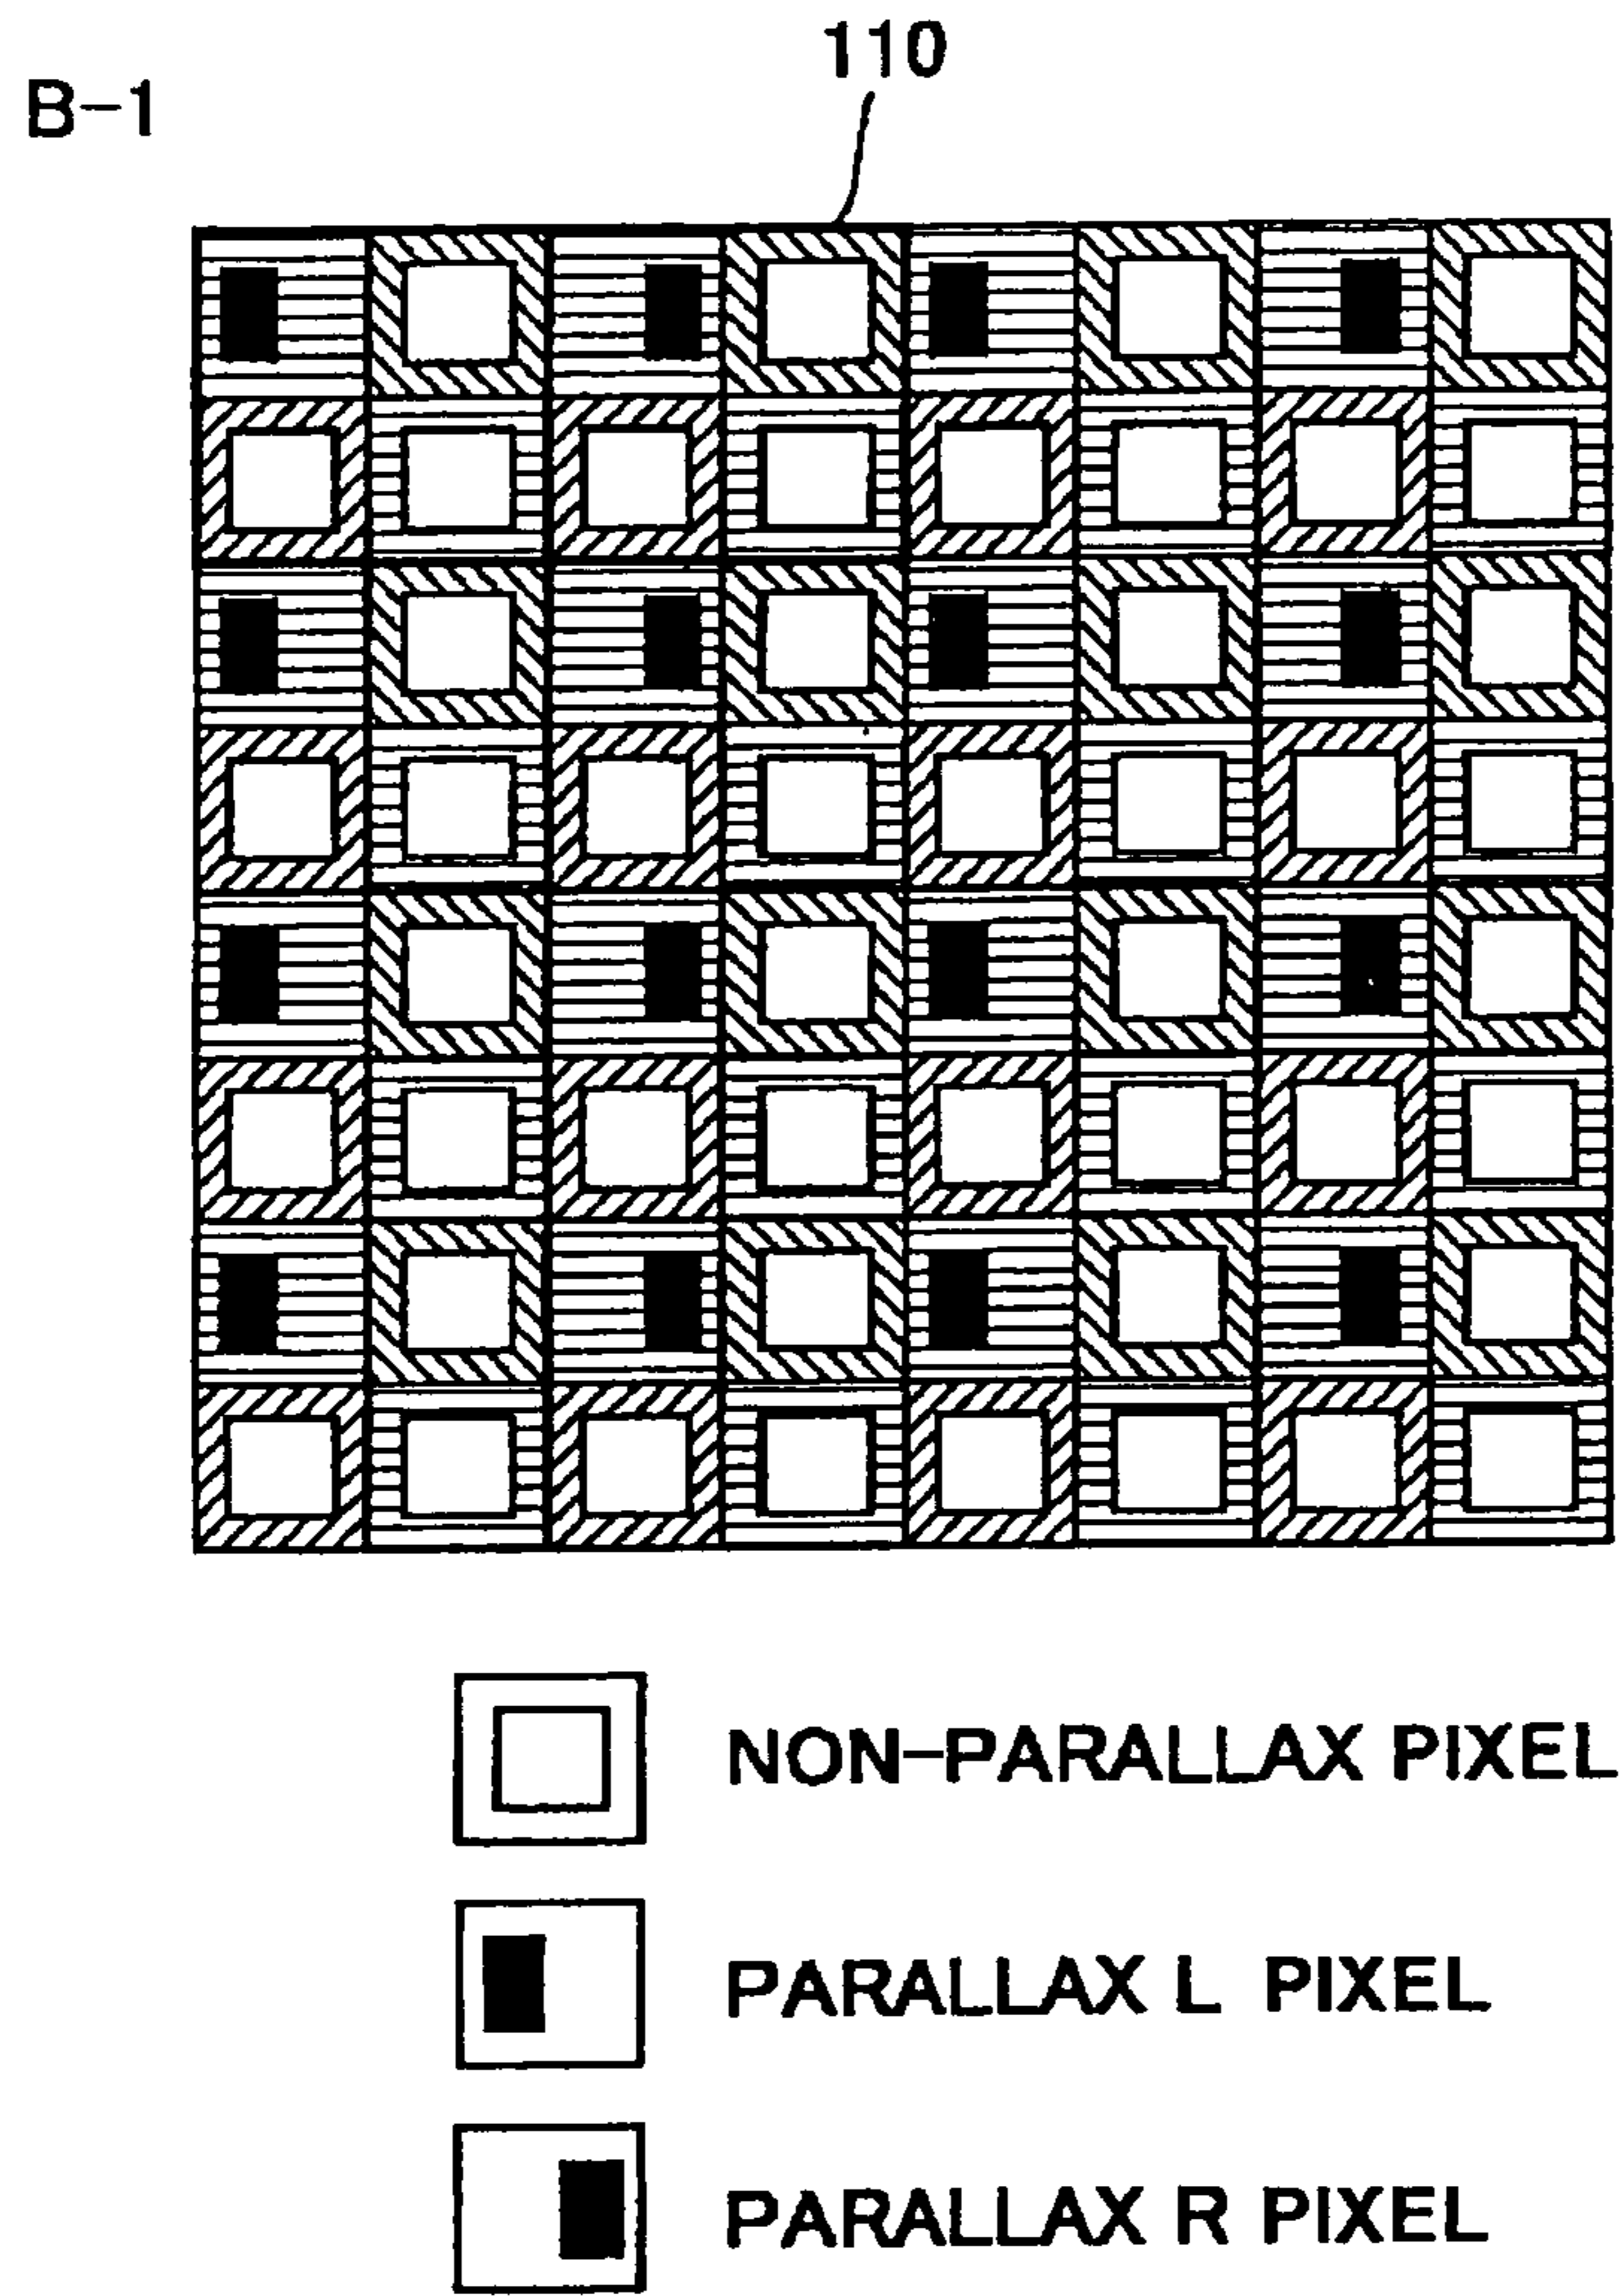 110
B-1
NON-PARALLAX PIXEL
PARALLAX L PIXEL
PARALLAX R PIXEL